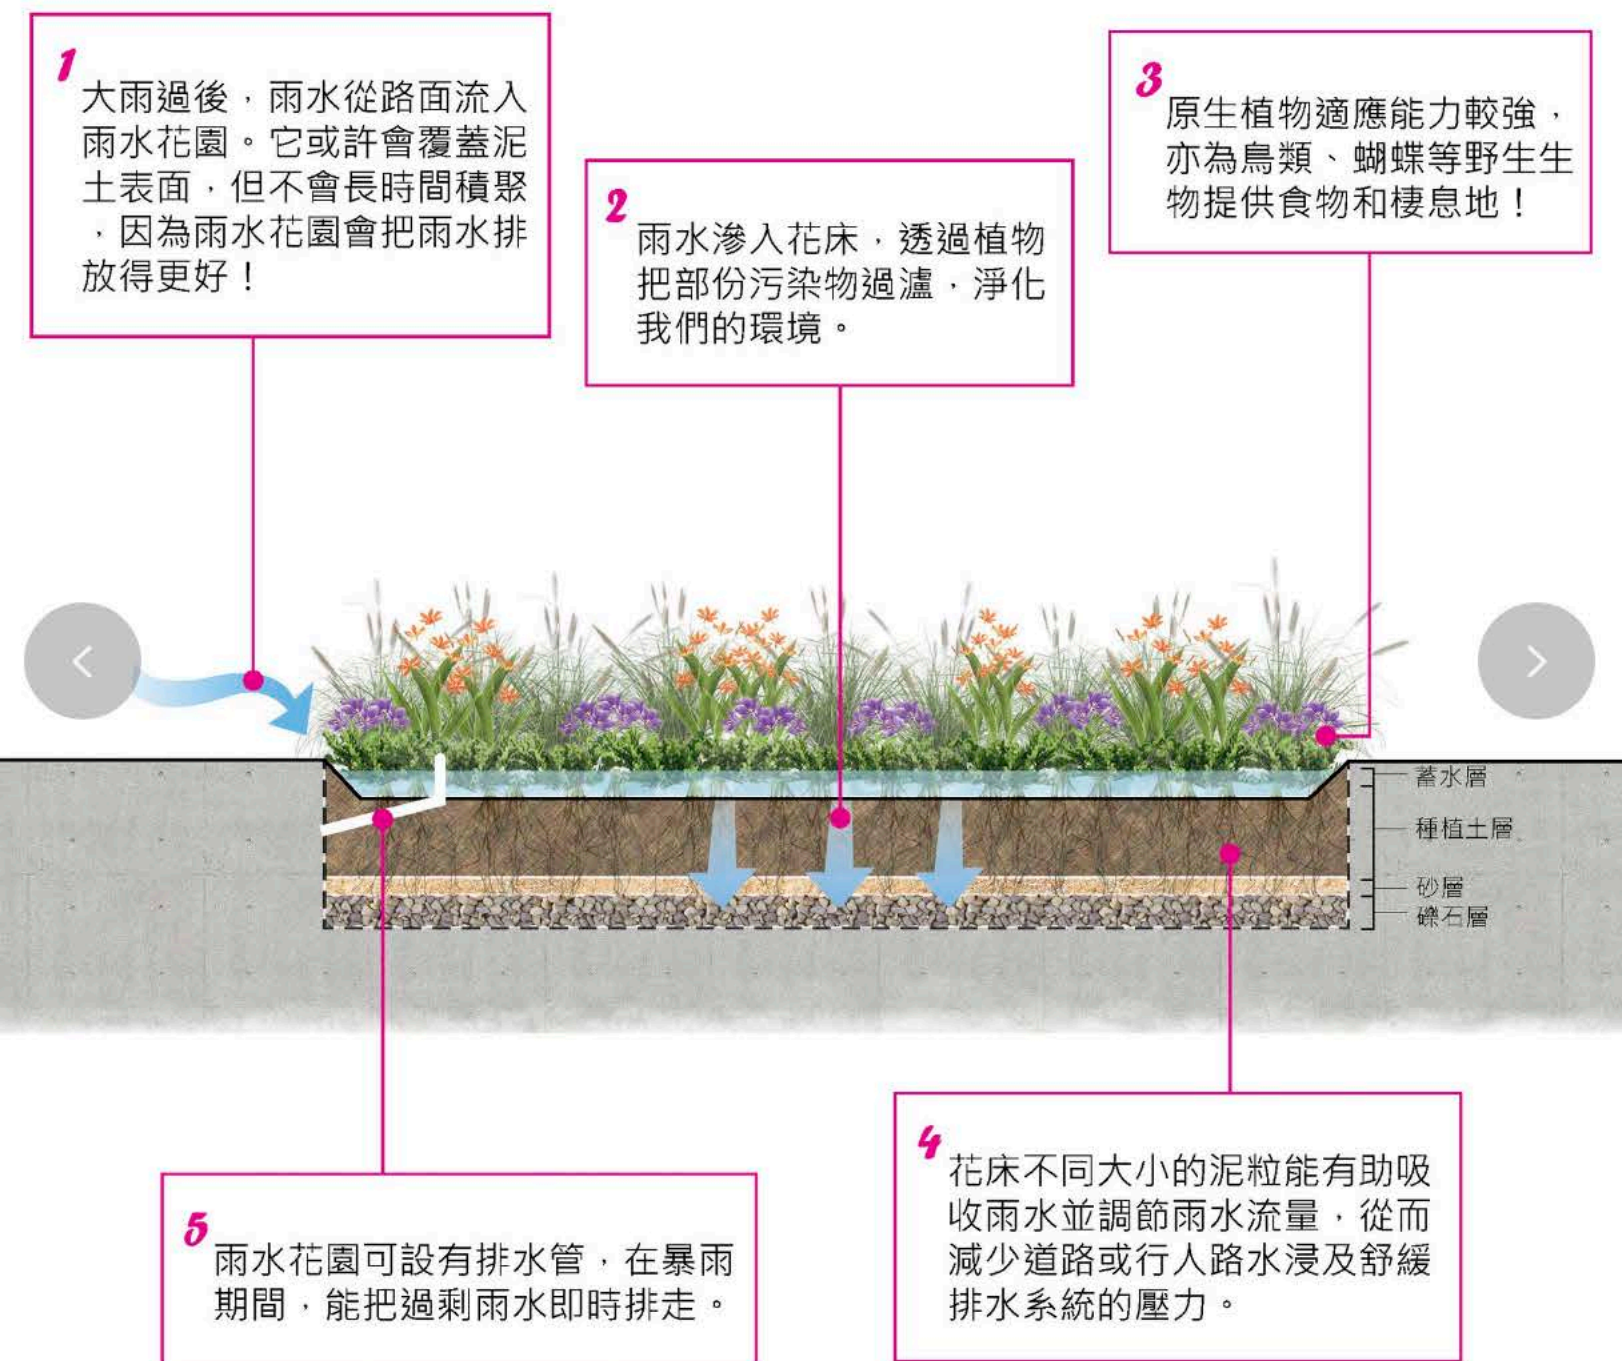 1
大雨過後，雨水從路面流入
雨水花園。它或許會覆蓋泥
土表面，但不會長時間積聚
，因為雨水花園會把雨水排
放得更好！
2
雨水滲入花床，透過植物
把部份污染物過濾，淨化
我們的環境。
3
原生植物適應能力較強，
亦為鳥類、蝴蝶等野生生
物提供食物和棲息地！
蓄水層
種植土層
砂層
礫石層
4
花床不同大小的泥粒能有助吸
收雨水並調節雨水流量，從而
減少道路或行人路水浸及舒緩
排水系統的壓力。
5
雨水花園可設有排水管，在暴雨
期間，能把過剩雨水即時排走。